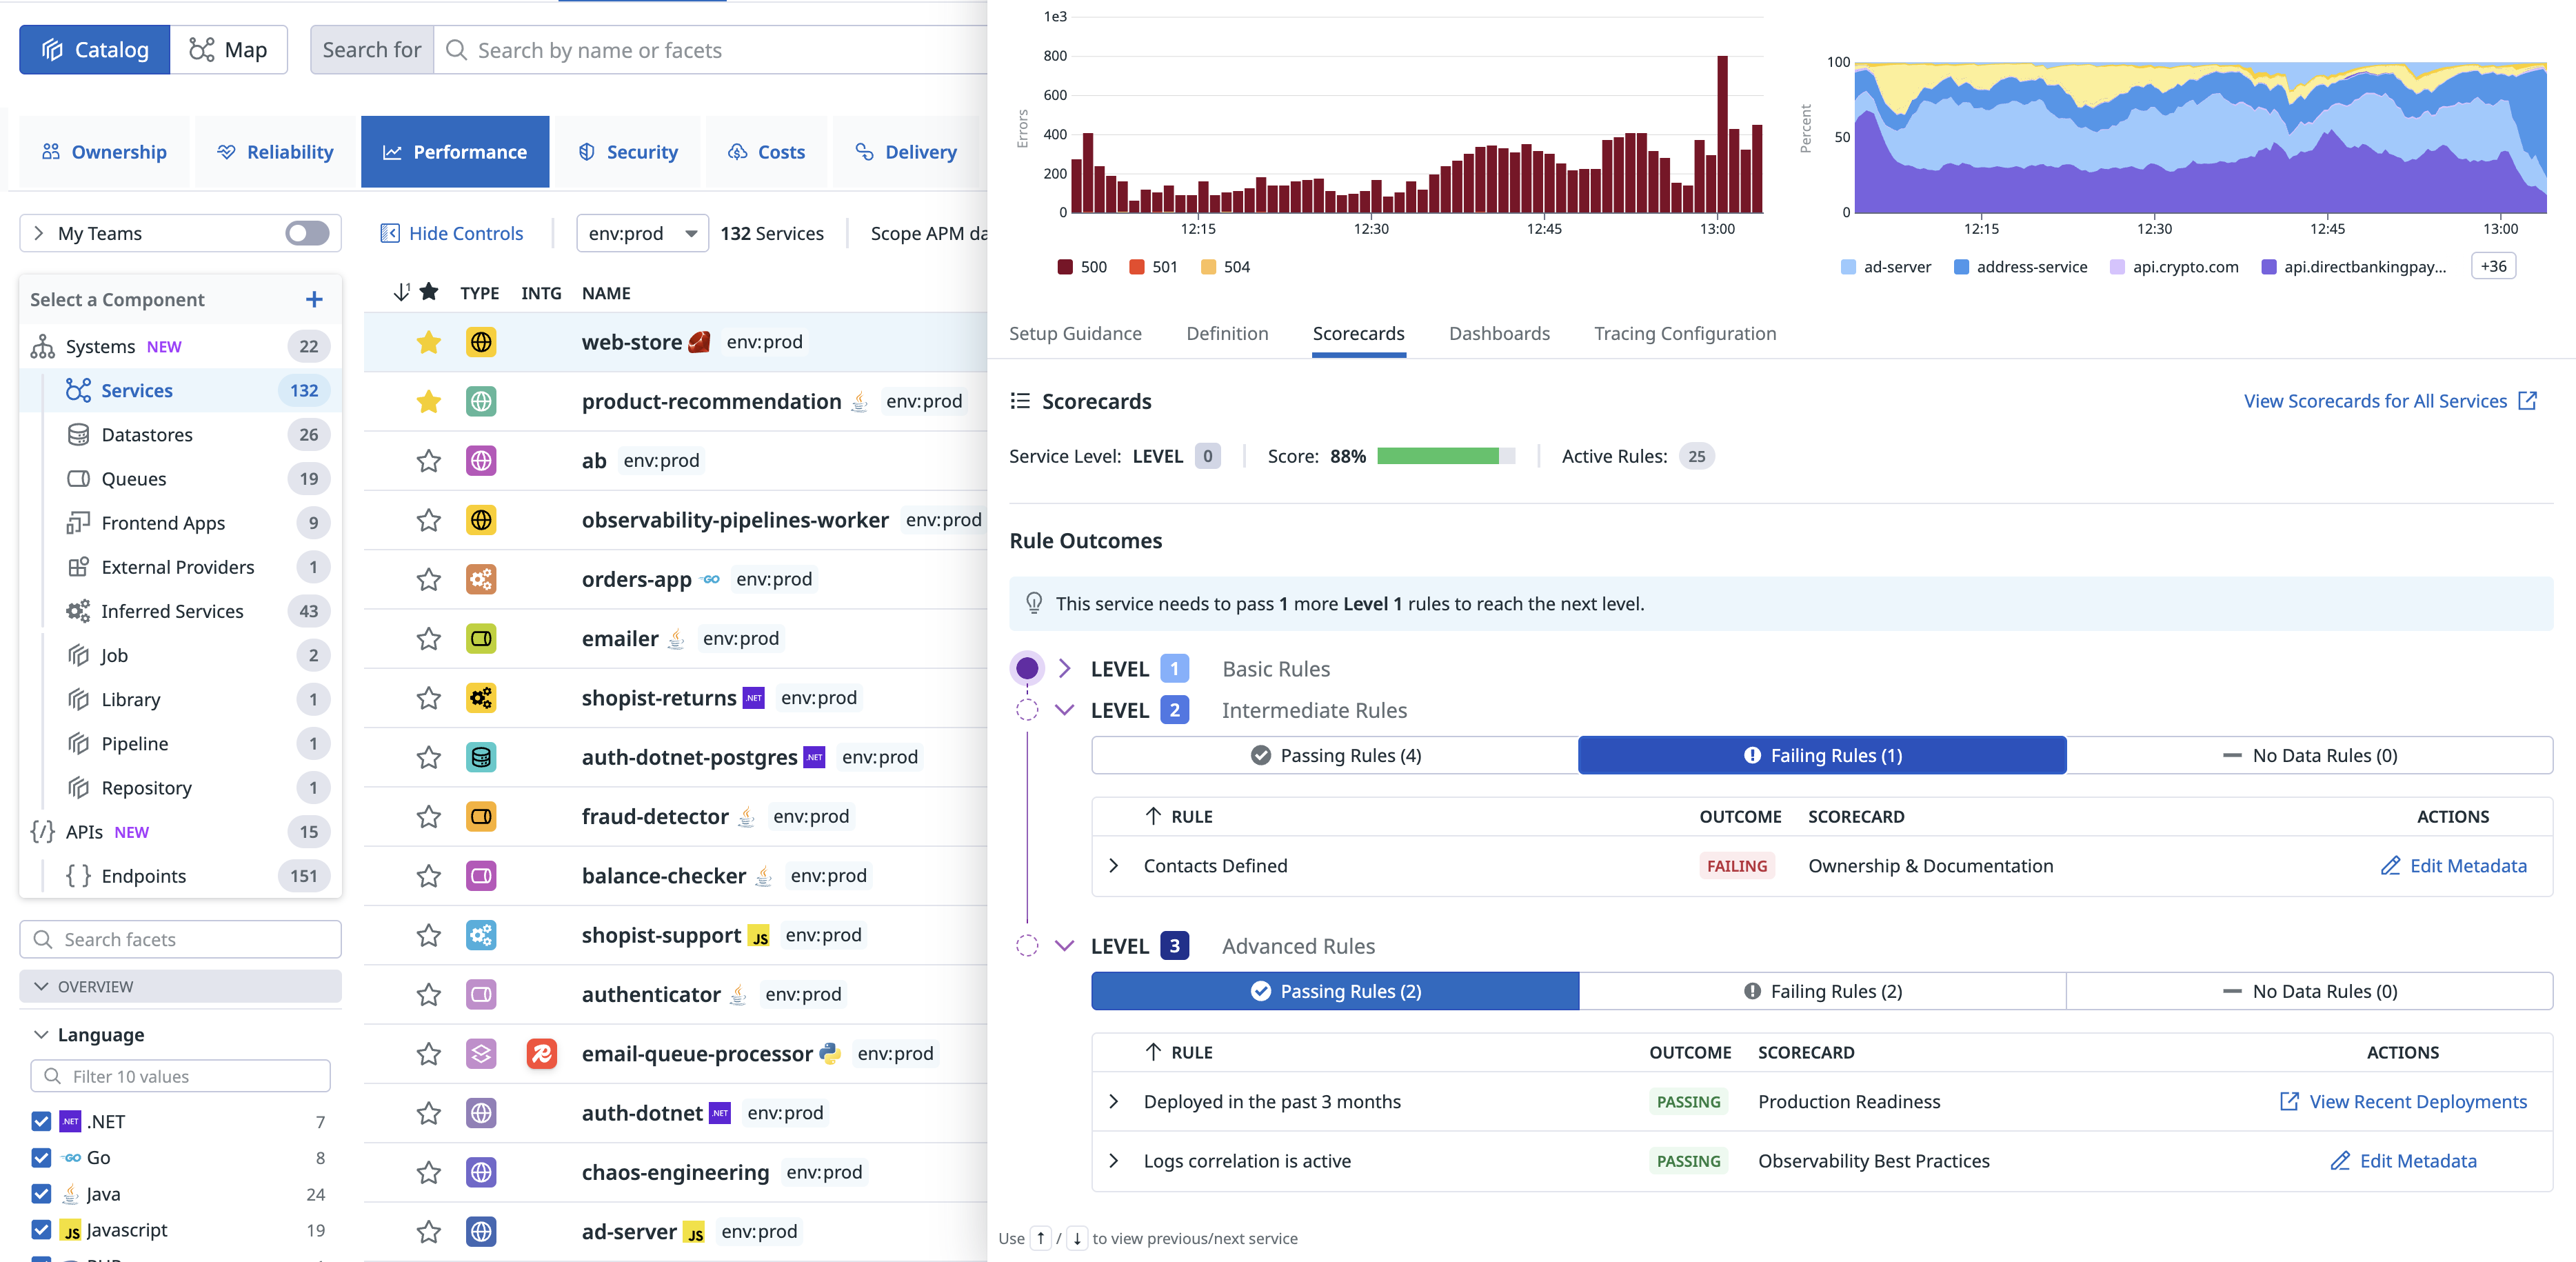 Catalog
Map
Search for
Search by name or facets
Ownership
Reliability
Performance
Security
Costs
Delivery
My Teams
Hide Controls
env:prod
132 Services
Scope APM da
Select a Component
Systems NEW 22
Services 132
Datastores 26
Queues 19
Frontend Apps 9
External Providers 1
Inferred Services 43
Job 2
Library 1
Pipeline 1
Repository 1
APIs NEW 15
Endpoints 151
Search facets
OVERVIEW
Language
Filter 10 values
.NET 7
Go 8
Java 24
Javascript 19
TYPE INTG NAME
web-store env:prod
product-recommendation env:prod
ab env:prod
observability-pipelines-worker env:prod
orders-app GO env:prod
emailer env:prod
shopist-returns .NET env:prod
auth-dotnet-postgres .NET env:prod
fraud-detector env:prod
balance-checker env:prod
shopist-support JS env:prod
authenticator env:prod
email-queue-processor env:prod
auth-dotnet .NET env:prod
chaos-engineering env:prod
ad-server JS env:prod
Errors
1e3
800
600
400
200
0
12:15 12:30 12:45 13:00
500 501 504
Percent
100
50
0
12:15 12:30 12:45 13:00
ad-server address-service api.crypto.com api.directbankingpay... +36
Setup Guidance Definition Scorecards Dashboards Tracing Configuration
Scorecards
View Scorecards for All Services
Service Level: LEVEL 0 Score: 88% Active Rules: 25
Rule Outcomes
This service needs to pass 1 more Level 1 rules to reach the next level.
LEVEL 1 Basic Rules
LEVEL 2 Intermediate Rules
Passing Rules (4) Failing Rules (1) No Data Rules (0)
RULE OUTCOME SCORECARD ACTIONS
Contacts Defined FAILING Ownership & Documentation Edit Metadata
LEVEL 3 Advanced Rules
Passing Rules (2) Failing Rules (2) No Data Rules (0)
RULE OUTCOME SCORECARD ACTIONS
Deployed in the past 3 months PASSING Production Readiness View Recent Deployments
Logs correlation is active PASSING Observability Best Practices Edit Metadata
Use ↑ / ↓ to view previous/next service